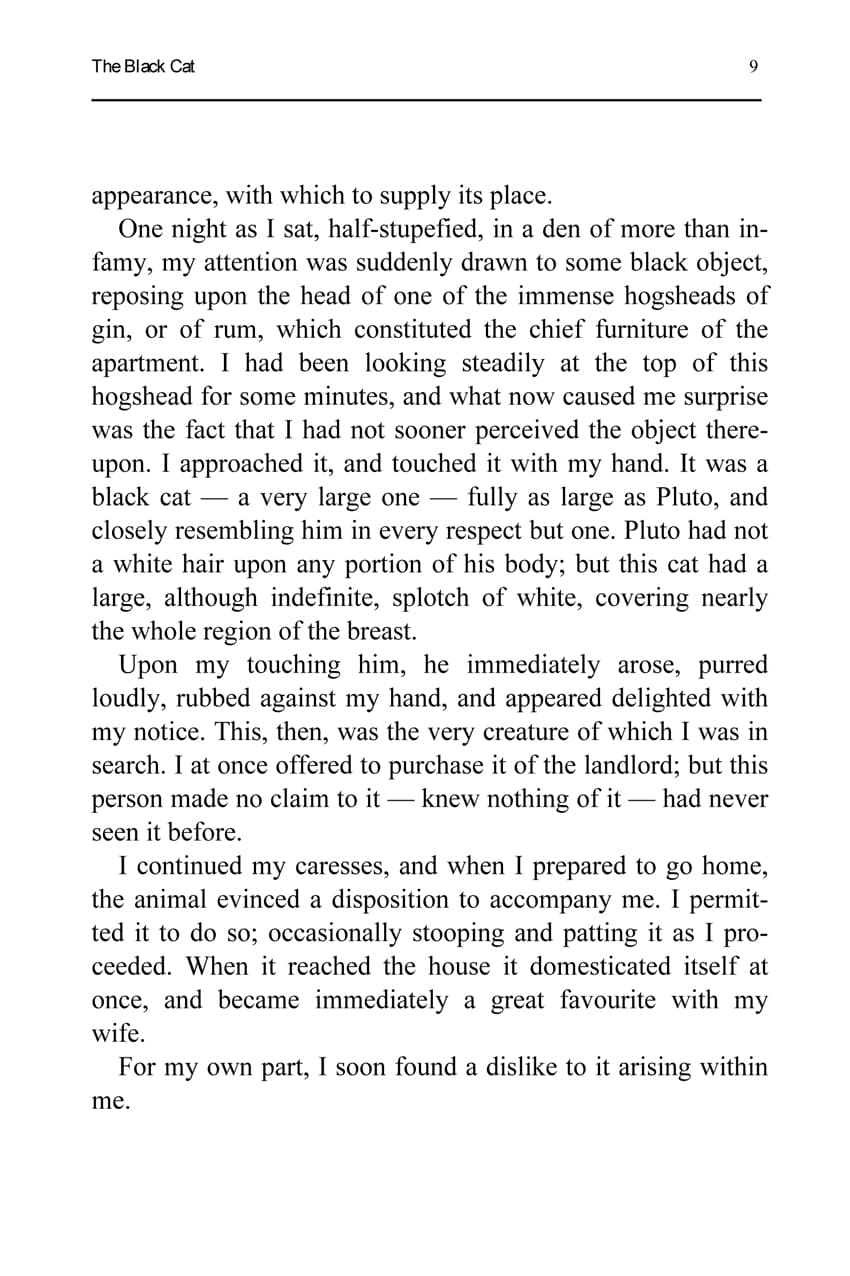 The Black Cat 9
appearance, with which to supply its place.
One night as I sat, half-stupefied, in a den of more than in-
famy, my attention was suddenly drawn to some black object,
reposing upon the head of one of the immense hogsheads of
gin, or of rum, which constituted the chief furniture of the
apartment. I had been looking steadily at the top of this
hogshead for some minutes, and what now caused me surprise
was the fact that I had not sooner perceived the object there-
upon. I approached it, and touched it with my hand. It was a
black cat — a very large one — fully as large as Pluto, and
closely resembling him in every respect but one. Pluto had not
a white hair upon any portion of his body; but this cat had a
large, although indefinite, splotch of white, covering nearly
the whole region of the breast.
Upon my touching him, he immediately arose, purred
loudly, rubbed against my hand, and appeared delighted with
my notice. This, then, was the very creature of which I was in
search. I at once offered to purchase it of the landlord; but this
person made no claim to it — knew nothing of it — had never
seen it before.
I continued my caresses, and when I prepared to go home,
the animal evinced a disposition to accompany me. I permit-
ted it to do so; occasionally stooping and patting it as I pro-
ceeded. When it reached the house it domesticated itself at
once, and became immediately a great favourite with my
wife.
For my own part, I soon found a dislike to it arising within
me.